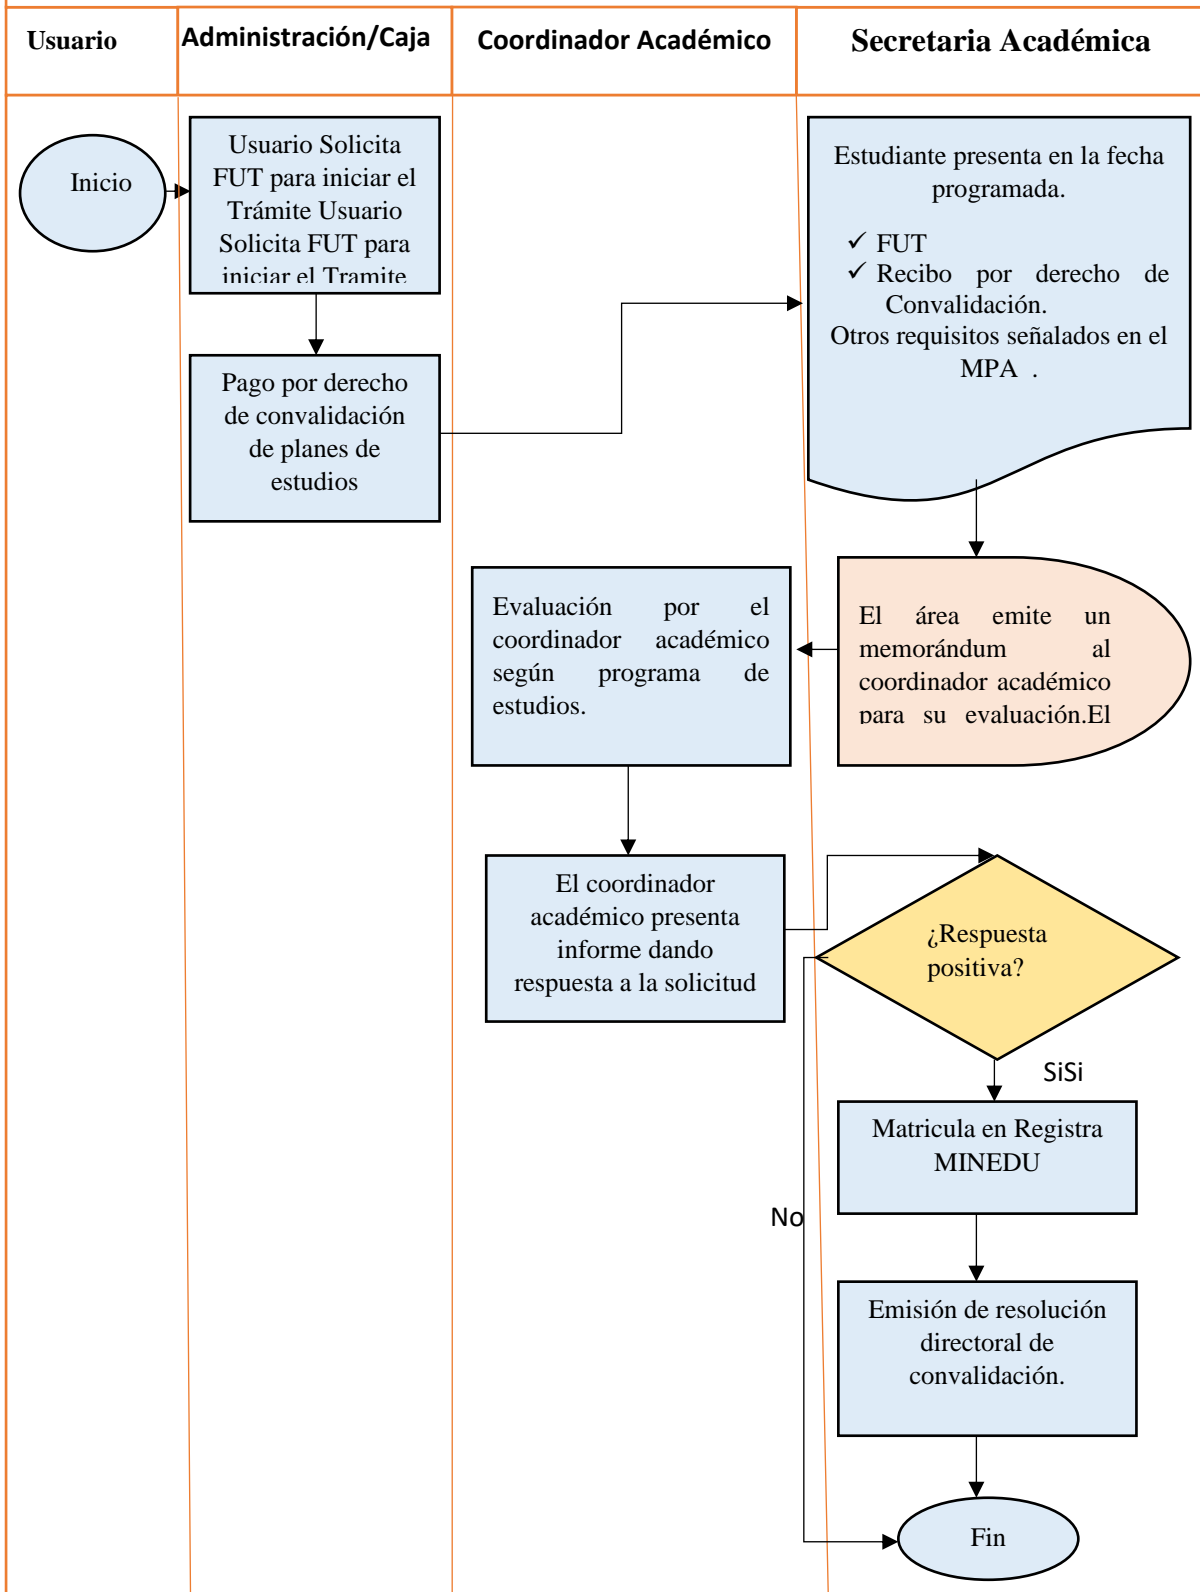 Usuario
Administración/Caja
Coordinador Académico
Secretaria Académica
Inicio
Usuario Solicita
FUT para iniciar el
Trámite Usuario
Solicita FUT para
iniciar el Tramite
Pago por derecho
de convalidación
de planes de
estudios
Estudiante presenta en la fecha
programada.
✓ FUT
✓ Recibo por derecho de
Convalidación.
Otros requisitos señalados en el
MPA .
El área emite un
memorándum al
coordinador académico
para su evaluación.El
Evaluación por el
coordinador académico
según programa de
estudios.
El coordinador
académico presenta
informe dando
respuesta a la solicitud
¿Respuesta
positiva?
SiSi
Matricula en Registra
MINEDU
No
Emisión de resolución
directoral de
convalidación.
Fin